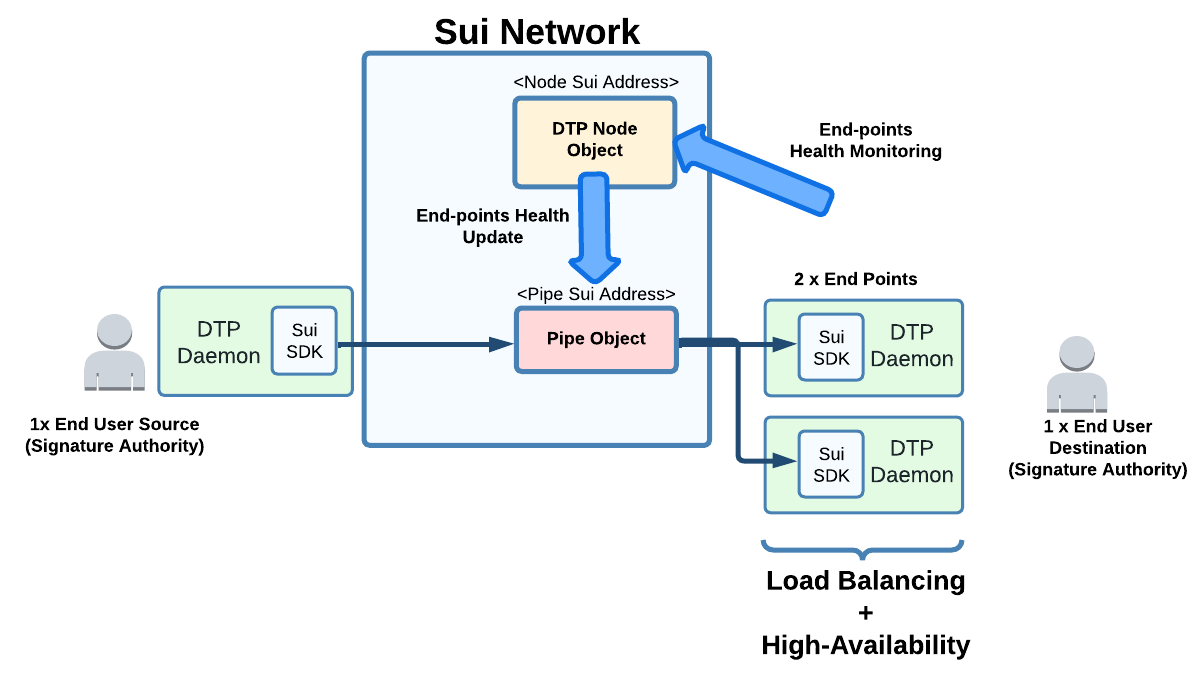 Sui Network
<Node Sui Address>
DTP Node
Object
End-points
Health Monitoring
End-points Health
Update
<Pipe Sui Address>
Pipe Object
2 x End Points
DTP
Daemon
Sui
SDK
Sui
SDK
DTP
Daemon
Sui
SDK
DTP
Daemon
1x End User Source
(Signature Authority)
1 x End User
Destination
(Signature Authority)
Load Balancing
+
High-Availability